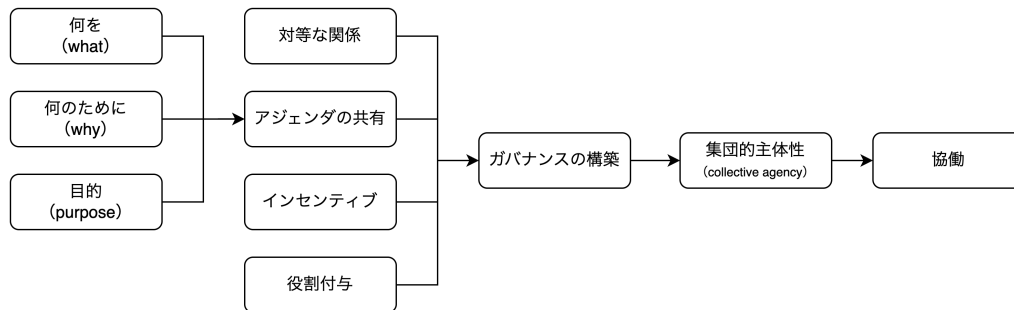 何を
（what）
何のために
（why）
目的
（purpose）
対等な関係
アジェンダの共有
インセンティブ
役割付与
ガバナンスの構築
集団的主体性
（collective agency）
協働